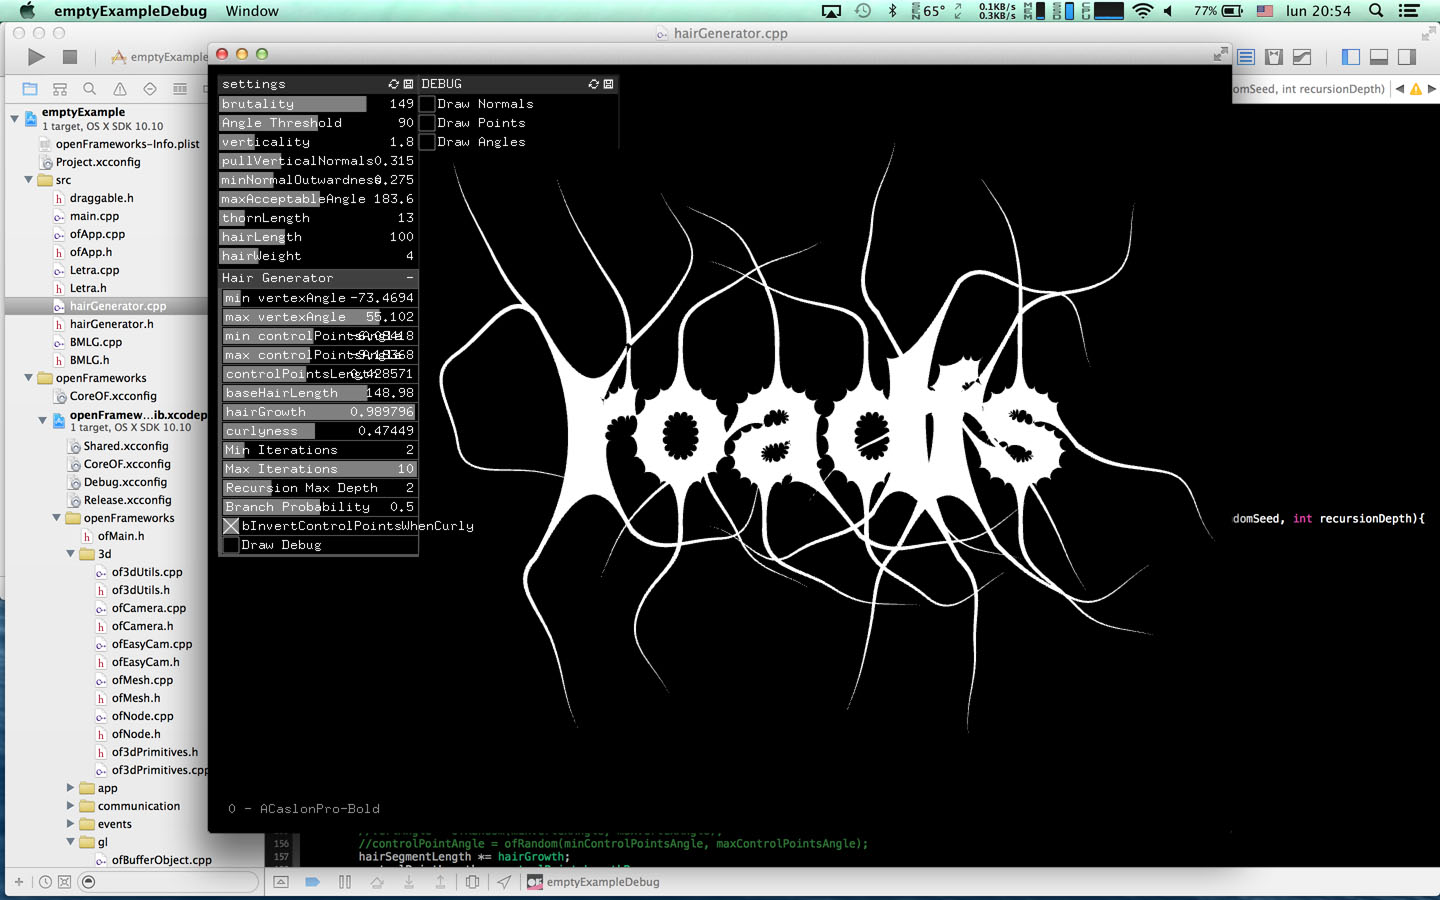 emptyExampleDebug Window
0.1KB/s
0.3KB/s
65° 77% lun 20:54
hairGenerator.cpp
emptyExample
omSeed, int recursionDepth)
emptyExample
1 target, OS X SDK 10.10
openFrameworks-Info.plist
Project.xcconfig
src
draggable.h
main.cpp
ofApp.cpp
ofApp.h
Letra.cpp
Letra.h
hairGenerator.cpp
hairGenerator.h
BMLG.cpp
BMLG.h
openFrameworks
CoreOF.xcconfig
openFramew...ib.xcodep
1 target, OS X SDK 10.10
Shared.xcconfig
CoreOF.xcconfig
Debug.xcconfig
Release.xcconfig
openFrameworks
ofMain.h
3d
of3dUtils.cpp
of3dUtils.h
ofCamera.cpp
ofCamera.h
ofEasyCam.cpp
ofEasyCam.h
ofMesh.cpp
ofMesh.h
ofNode.cpp
ofNode.h
of3dPrimitives.h
of3dPrimitives.cpp
app
communication
events
gl
ofBufferObject.cpp
settings
brutality 149
Angle Threshold 90
verticality 1.8
pullVerticalNormals 0.315
minNormalOutwardness 0.275
maxAcceptableAngle 183.6
thornLength 13
hairLength 100
hairWeight 4
Hair Generator -
min vertexAngle -73.4694
max vertexAngle 55.102
min controlPointsAngle
max controlPointsAngle
controlPointsLength 0.428571
baseHairLength 148.98
hairGrowth 0.989796
curlyness 0.47449
Min Iterations 2
Max Iterations 10
Recursion Max Depth 2
Branch Probability 0.5
bInvertControlPointsWhenCurly
Draw Debug
DEBUG
Draw Normals
Draw Points
Draw Angles
0 - ACaslonPro-Bold
domSeed, int recursionDepth){
156 //controlPointAngle = ofRandom(minControlPointsAngle, maxControlPointsAngle);
157 hairSegmentLength *= hairGrowth;
emptyExampleDebug